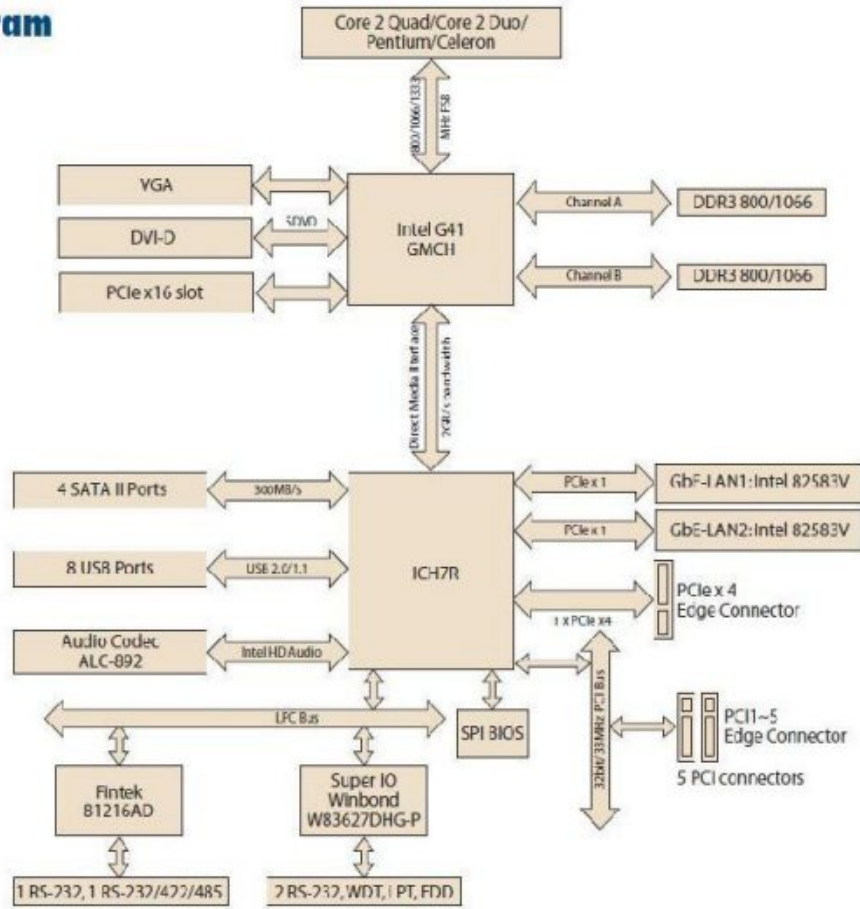 ram
Core 2 Quad/Core 2 Duo/
Pentium/Celeron
800/1066/1333
MHz FSB
VGA
DVI-D
SDVO
PCIe x16 slot
Intel G41
GMCH
Channel A
DDR3 800/1066
Channel B
DDR3 800/1066
Direct Media Interface
2GB/s bandwidth
4 SATA II Ports
300MB/s
8 USB Ports
USB 2.0/1.1
Audio Codec
ALC-892
Intel HD Audio
ICH7R
PCIe x 1
GbE-LAN1: Intel 82583V
PCIe x 1
GbE-LAN2: Intel 82583V
PCIe x 4
Edge Connector
1 x PCIe x4
LPC Bus
SPI BIOS
32bit/33MHz PCI Bus
PCI1~5
Edge Connector
5 PCI connectors
Fintek
81216AD
Super IO
Winbond
W83627DHG-P
1 RS-232, 1 RS-232/422/485
2 RS-232, WDT, LPT, FDD